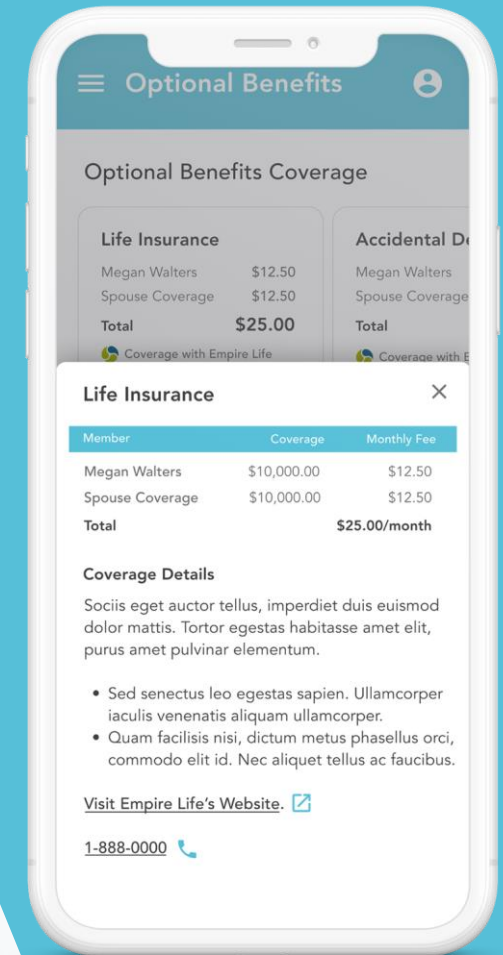 Optional Benefits
Optional Benefits Coverage
Life Insurance
Megan Walters $12.50
Spouse Coverage $12.50
Total $25.00
Coverage with Empire Life
Accidental De
Megan Walters
Spouse Coverage
Total
Coverage with E
Life Insurance
Member Coverage Monthly Fee
Megan Walters $10,000.00 $12.50
Spouse Coverage $10,000.00 $12.50
Total $25.00/month
Coverage Details
Sociis eget auctor tellus, imperdiet duis euismod
dolor mattis. Tortor egestas habitasse amet elit,
purus amet pulvinar elementum.
• Sed senectus leo egestas sapien. Ullamcorper
iaculis venenatis aliquam ullamcorper.
• Quam facilisis nisi, dictum metus phasellus orci,
commodo elit id. Nec aliquet tellus ac faucibus.
Visit Empire Life's Website.
1-888-0000